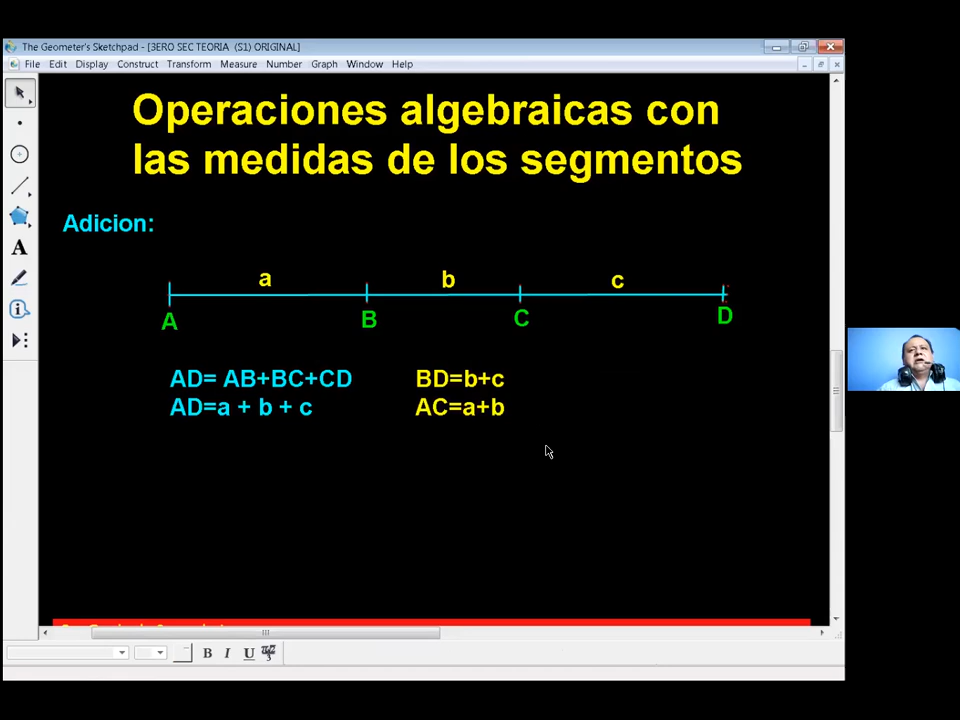 The Geometer's Sketchpad - [3ERO SEC TEORIA (S1) ORIGINAL]
File Edit Display Construct Transform Measure Number Graph Window Help
Operaciones algebraicas con
las medidas de los segmentos
Adicion:
a b c
A B C D
AD= AB+BC+CD BD=b+c
AD=a + b + c AC=a+b
A
B I U